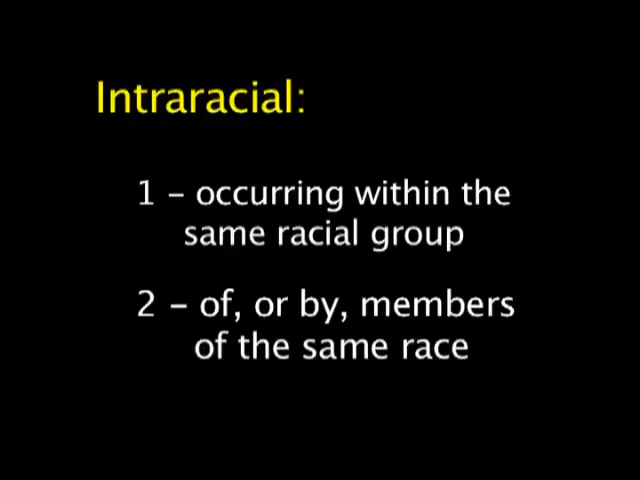 Intraracial:
1 – occurring within the
same racial group
2 – of, or by, members
of the same race